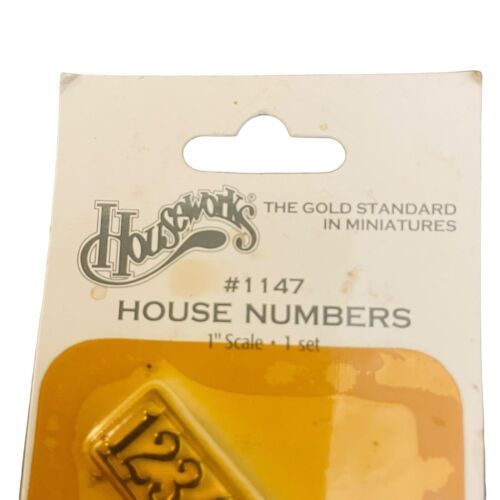 Houseworks®
THE GOLD STANDARD
IN MINIATURES
#1147
HOUSE NUMBERS
1" Scale • 1 set
123